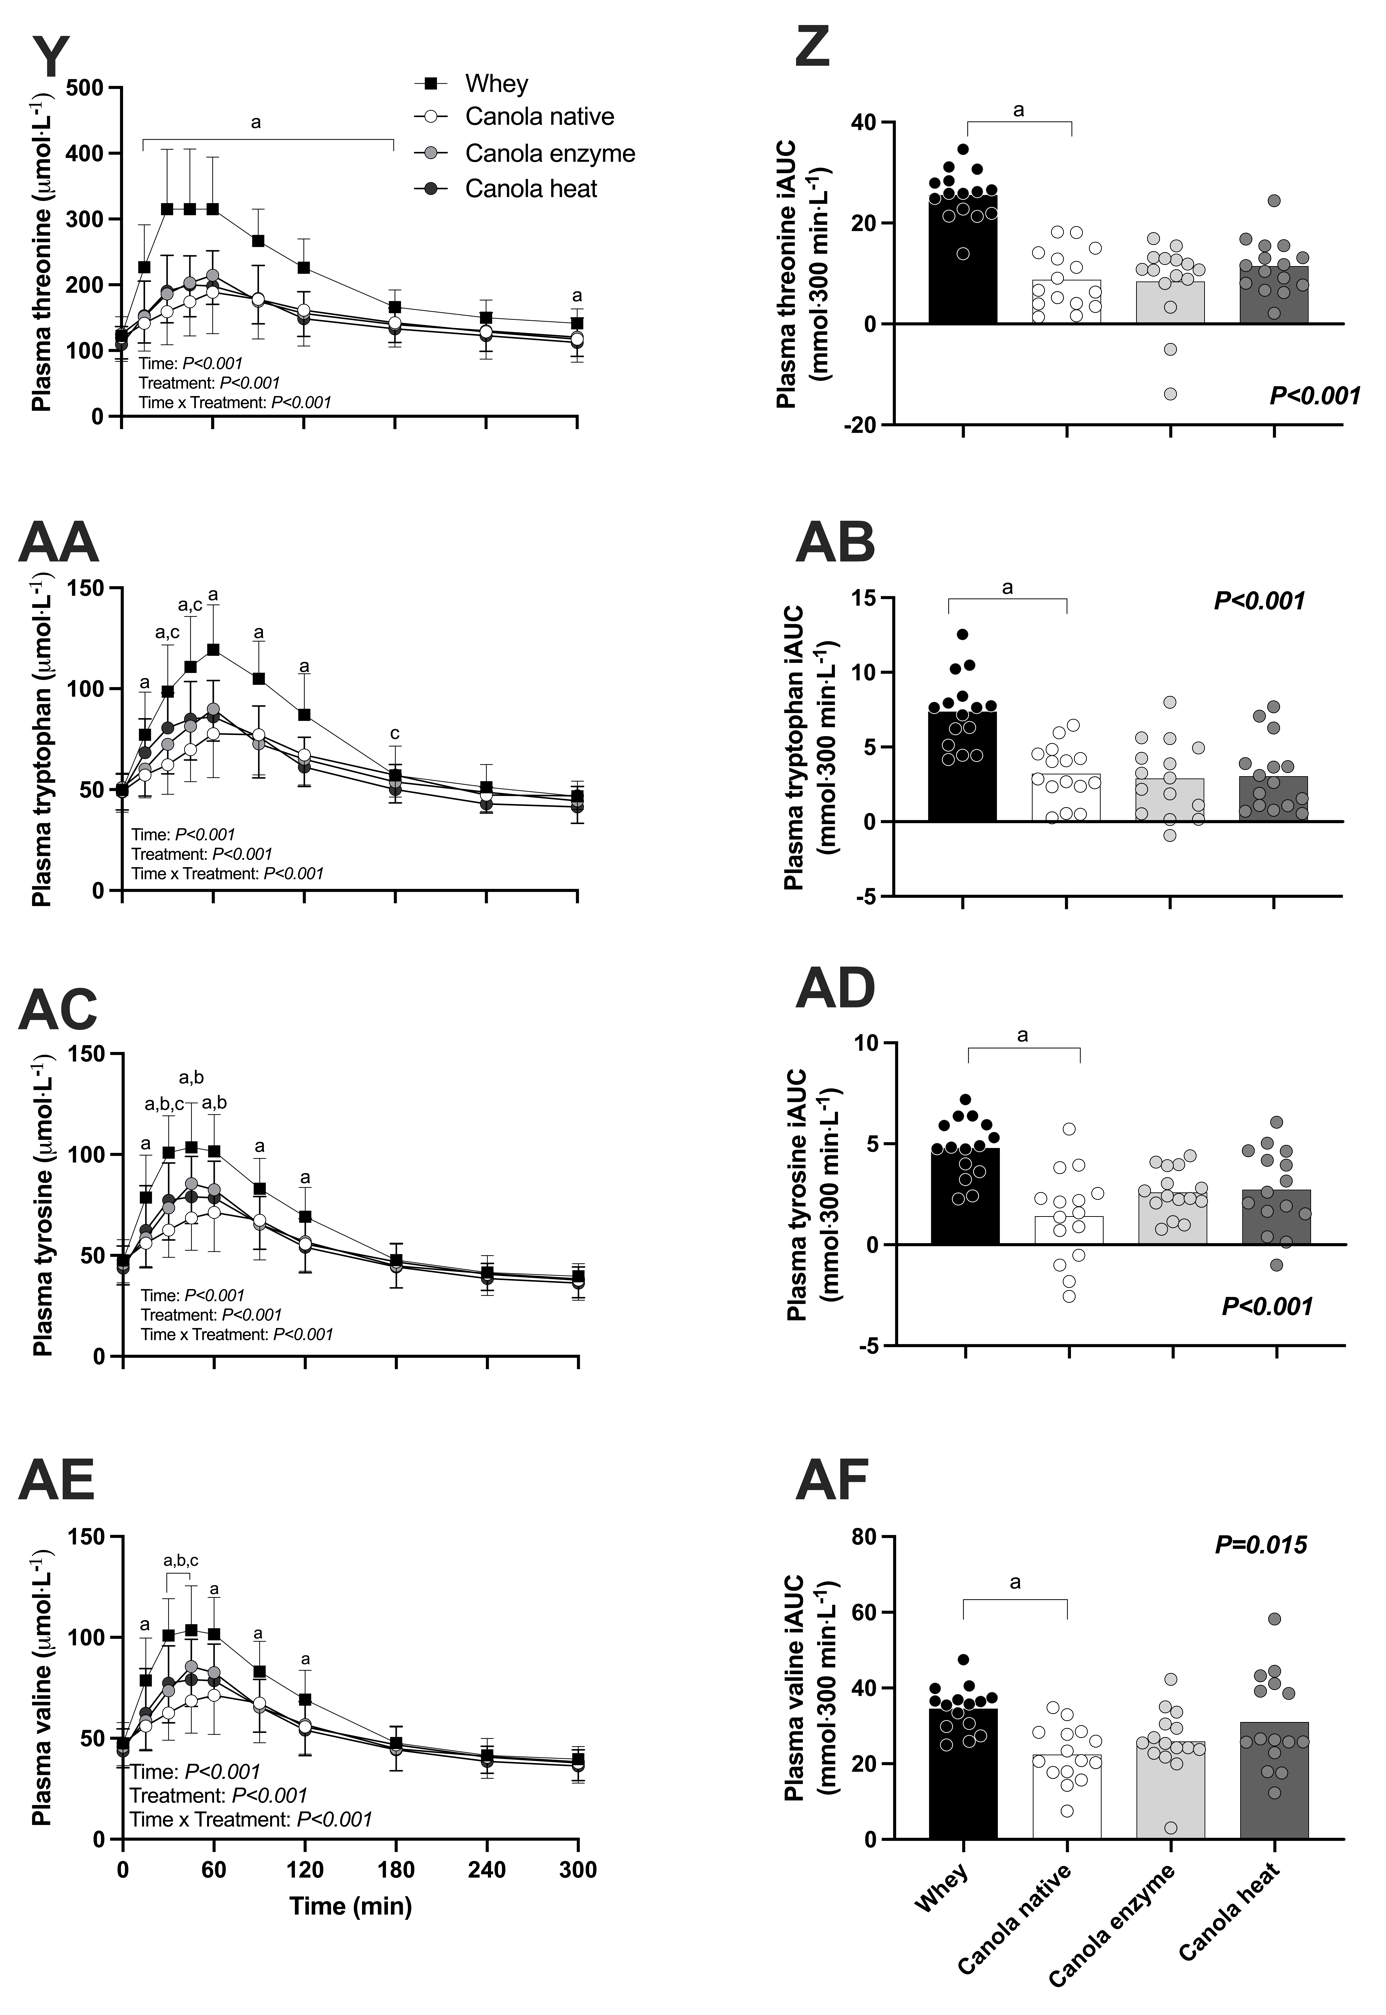 Y
Plasma threonine (µmol·L-1)
500
400
300
200
100
0
Whey
Canola native
Canola enzyme
Canola heat
a
a
Time: P<0.001
Treatment: P<0.001
Time x Treatment: P<0.001
Z
Plasma threonine iAUC
(mmol·300 min·L-1)
40
20
0
-20
a
P<0.001
AA
Plasma tryptophan (µmol·L-1)
150
100
50
0
a
a,c
a,c
a
a
a
c
Time: P<0.001
Treatment: P<0.001
Time x Treatment: P<0.001
AB
Plasma tryptophan iAUC
(mmol·300 min·L-1)
15
10
5
0
-5
a
P<0.001
AC
Plasma tyrosine (µmol·L-1)
150
100
50
0
a
a,b,c
a,b
a,b
a
a
Time: P<0.001
Treatment: P<0.001
Time x Treatment: P<0.001
AD
Plasma tyrosine iAUC
(mmol·300 min·L-1)
10
5
0
-5
a
P<0.001
AE
Plasma valine (µmol·L-1)
150
100
50
0
a
a,b,c
a
a
a
Time: P<0.001
Treatment: P<0.001
Time x Treatment: P<0.001
0 60 120 180 240 300
Time (min)
AF
Plasma valine iAUC
(mmol·300 min·L-1)
80
60
40
20
0
a
P=0.015
Whey
Canola native
Canola enzyme
Canola heat